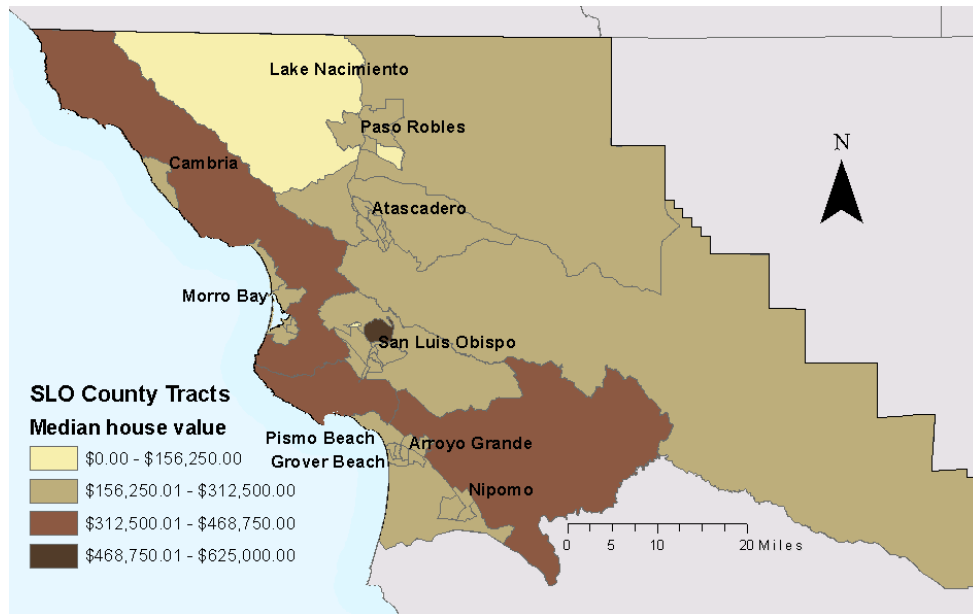 Lake Nacimiento
Paso Robles
N
Cambria
Atascadero
Morro Bay
San Luis Obispo
SLO County Tracts
Median house value
$0.00 - $156,250.00
$156,250.01 - $312,500.00
$312,500.01 - $468,750.00
$468,750.01 - $625,000.00
Pismo Beach
Arroyo Grande
Grover Beach
Nipomo
0 5 10 20 Miles